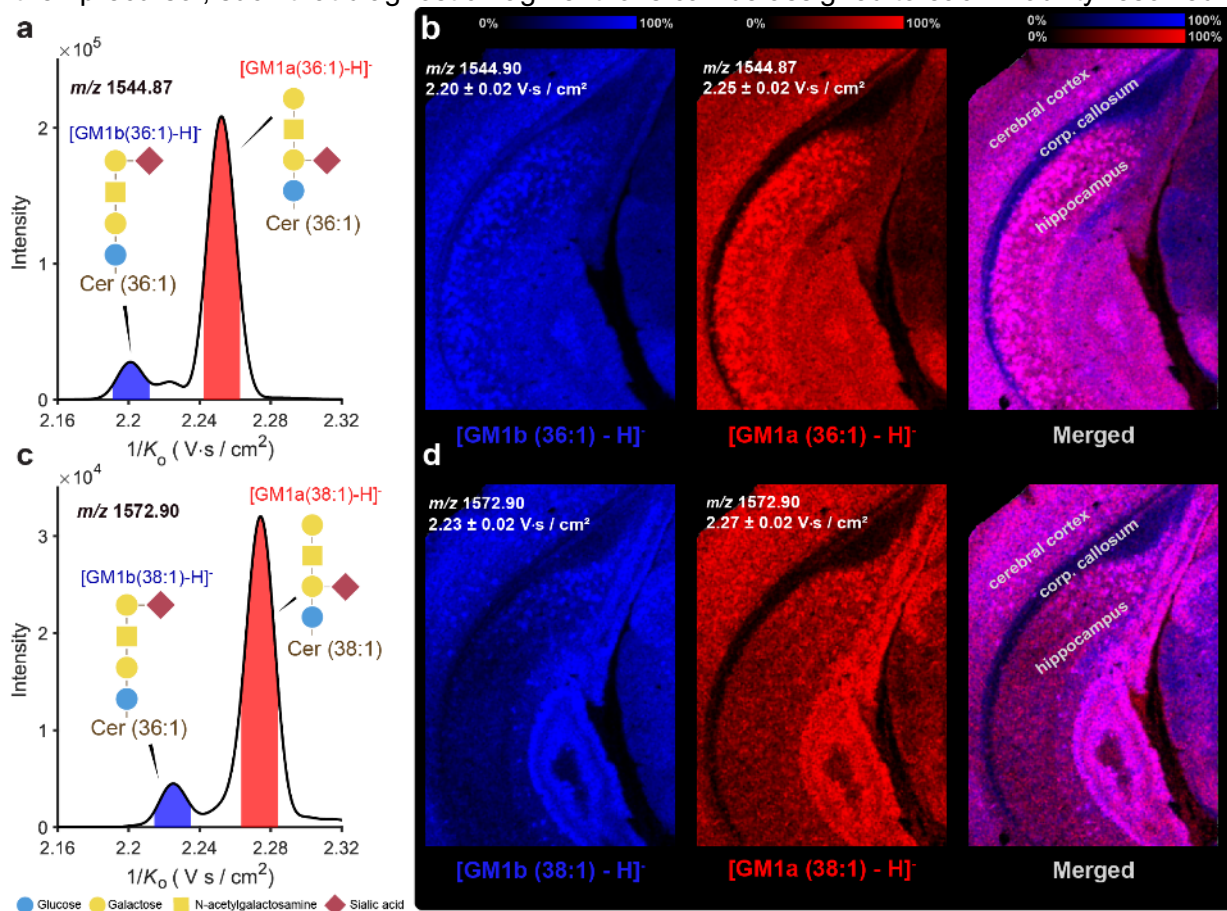 a
×10⁵
m/z 1544.87
[GM1a(36:1)-H]⁻
[GM1b(36:1)-H]⁻
Cer (36:1)
Cer (36:1)
2
1
0
Intensity
2.16 2.2 2.24 2.28 2.32
1/Kₒ ( V·s / cm²)
b
0% 100%
0% 100%
0% 100%
0% 100%
m/z 1544.90
2.20 ± 0.02 V·s / cm²
m/z 1544.87
2.25 ± 0.02 V·s / cm²
cerebral cortex
corp. callosum
hippocampus
[GM1b (36:1) - H]⁻
[GM1a (36:1) - H]⁻
Merged
c
×10⁴
m/z 1572.90
[GM1a(38:1)-H]⁻
[GM1b(38:1)-H]⁻
Cer (38:1)
Cer (36:1)
3
2
1
0
Intensity
2.16 2.2 2.24 2.28 2.32
1/Kₒ ( V s / cm²)
Glucose Galactose N-acetylgalactosamine Sialic acid
d
m/z 1572.90
2.23 ± 0.02 V·s / cm²
m/z 1572.90
2.27 ± 0.02 V·s / cm²
cerebral cortex
corp. callosum
hippocampus
[GM1b (38:1) - H]⁻
[GM1a (38:1) - H]⁻
Merged